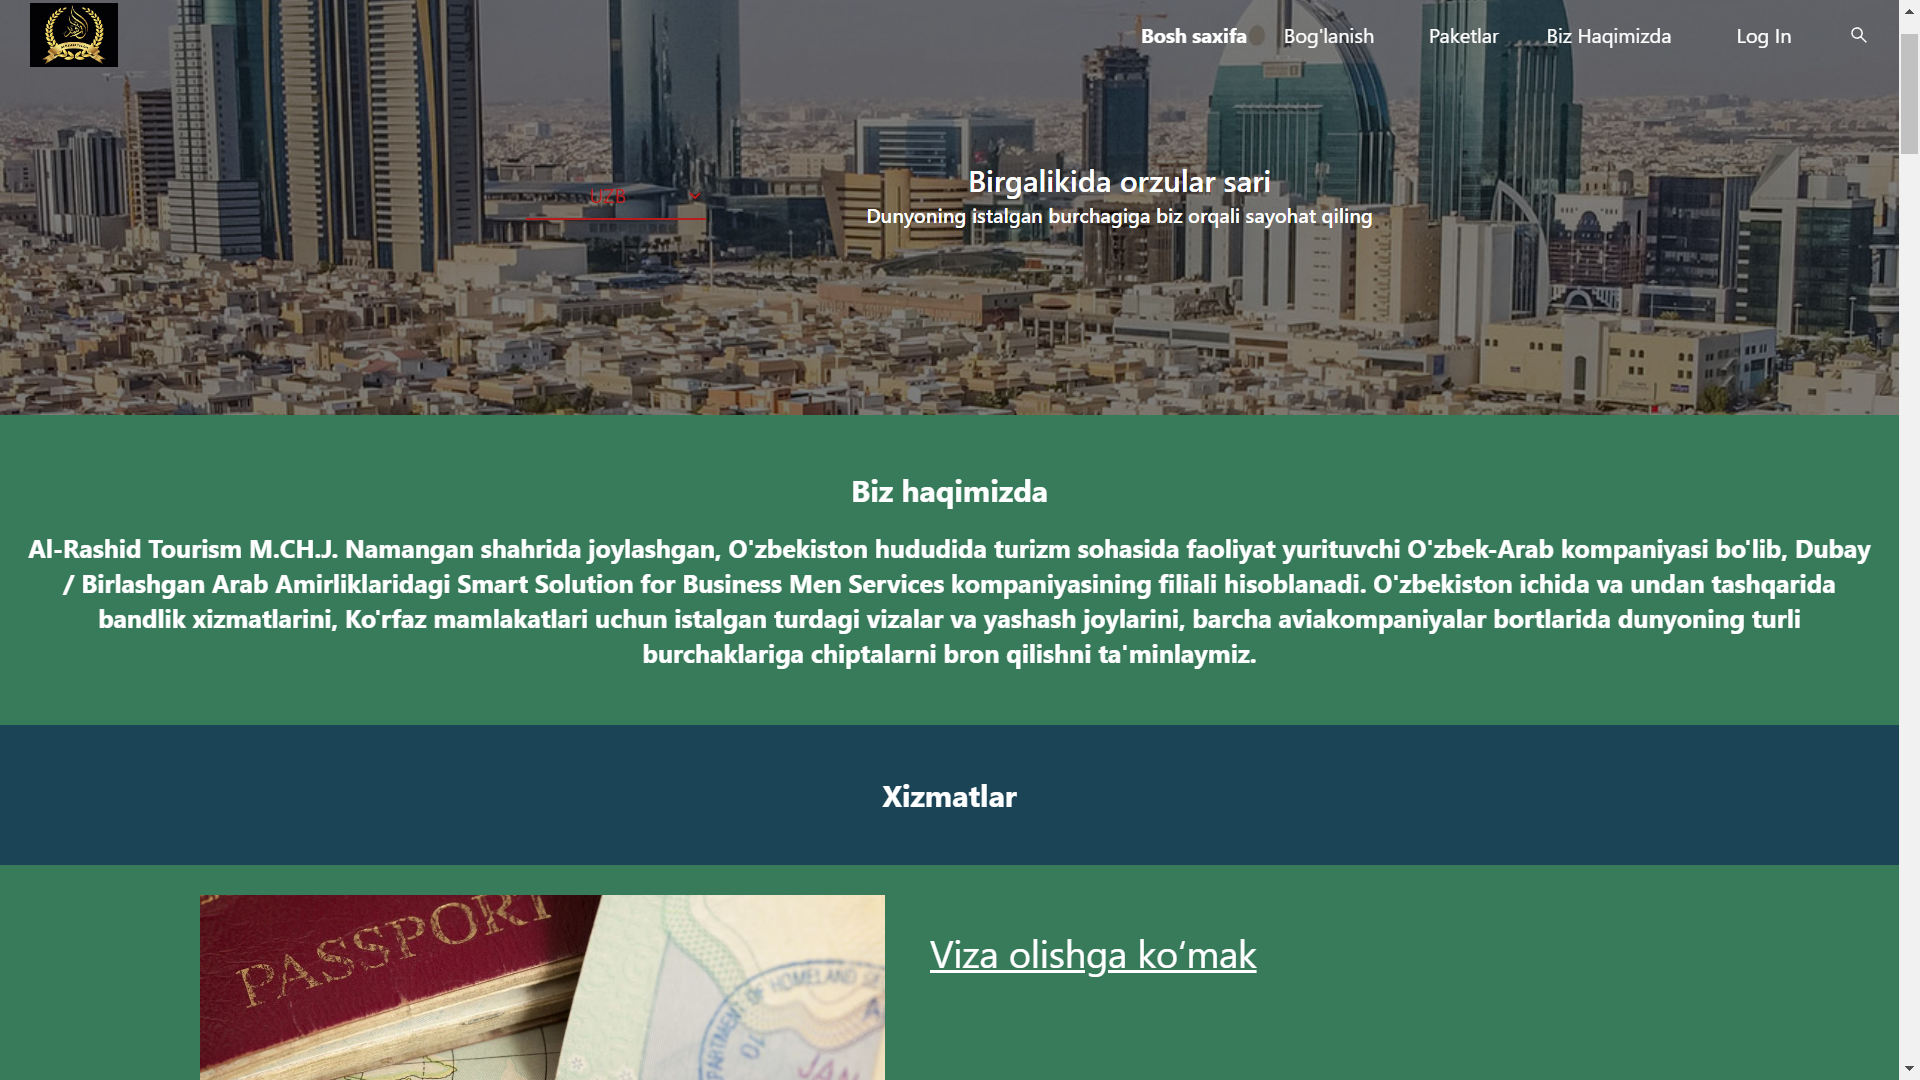 Bosh saxifa Bog'lanish Paketlar Biz Haqimizda Log In
UZB
Birgalikida orzular sari
Dunyoning istalgan burchagiga biz orqali sayohat qiling
Biz haqimizda
Al-Rashid Tourism M.CH.J. Namangan shahrida joylashgan, O'zbekiston hududida turizm sohasida faoliyat yurituvchi O'zbek-Arab kompaniyasi bo'lib, Dubay
/ Birlashgan Arab Amirliklaridagi Smart Solution for Business Men Services kompaniyasining filiali hisoblanadi. O'zbekiston ichida va undan tashqarida
bandlik xizmatlarini, Ko'rfaz mamlakatlari uchun istalgan turdagi vizalar va yashash joylarini, barcha aviakompaniyalar bortlarida dunyoning turli
burchaklariga chiptalarni bron qilishni ta'minlaymiz.
Xizmatlar
PASSPORT
Viza olishga ko‘mak
OF HOMELAND SE
JAN